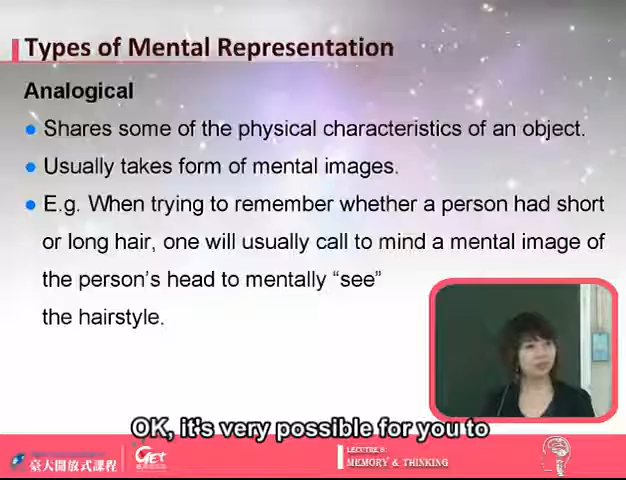 Types of Mental Representation
Analogical
Shares some of the physical characteristics of an object.
Usually takes form of mental images.
E.g. When trying to remember whether a person had short
or long hair, one will usually call to mind a mental image of
the person's head to mentally “see”
the hairstyle.
OK, it's very possible for you to
臺大開放式課程
GET
LECUTRE 8:
MEMORY & THINKING